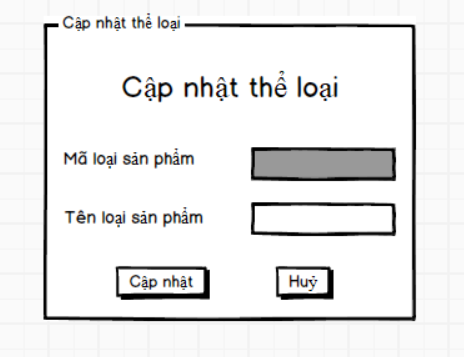 Cập nhật thể loại
Cập nhật thể loại
Mã loại sản phẩm
Tên loại sản phẩm
Cập nhật Huỷ